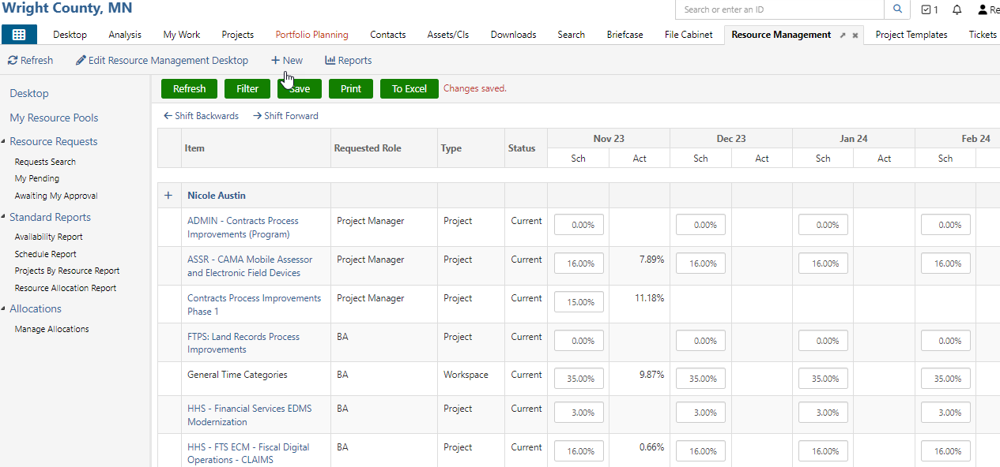 Wright County, MN
Search or enter an ID
1
Re
Desktop
Analysis
My Work
Projects
Portfolio Planning
Contacts
Assets/CIs
Downloads
Search
Briefcase
File Cabinet
Resource Management
Project Templates
Tickets
Refresh
Edit Resource Management Desktop
New
Reports
Desktop
My Resource Pools
Resource Requests
Requests Search
My Pending
Awaiting My Approval
Standard Reports
Availability Report
Schedule Report
Projects By Resource Report
Resource Allocation Report
Allocations
Manage Allocations
Refresh
Filter
Save
Print
To Excel
Changes saved.
Shift Backwards
Shift Forward
Item Requested Role Type Status Nov 23 Dec 23 Jan 24 Feb 24
Sch Act Sch Act Sch Act Sch
+ Nicole Austin
ADMIN - Contracts Process
Improvements (Program)
Project Manager Project Current 0.00% 0.00% 0.00% 0.00%
ASSR - CAMA Mobile Assessor
and Electronic Field Devices
Project Manager Project Current 16.00% 7.89% 16.00% 16.00% 16.00%
Contracts Process Improvements
Phase 1
Project Manager Project Current 15.00% 11.18%
FTPS: Land Records Process
Improvements
BA Project Current 0.00% 0.00% 0.00% 0.00%
General Time Categories BA Workspace Current 35.00% 9.87% 35.00% 35.00% 35.00%
HHS - Financial Services EDMS
Modernization
BA Project Current 3.00% 3.00% 3.00% 3.00%
HHS - FTS ECM - Fiscal Digital
Operations - CLAIMS
BA Project Current 16.00% 0.66% 16.00% 16.00% 16.00%